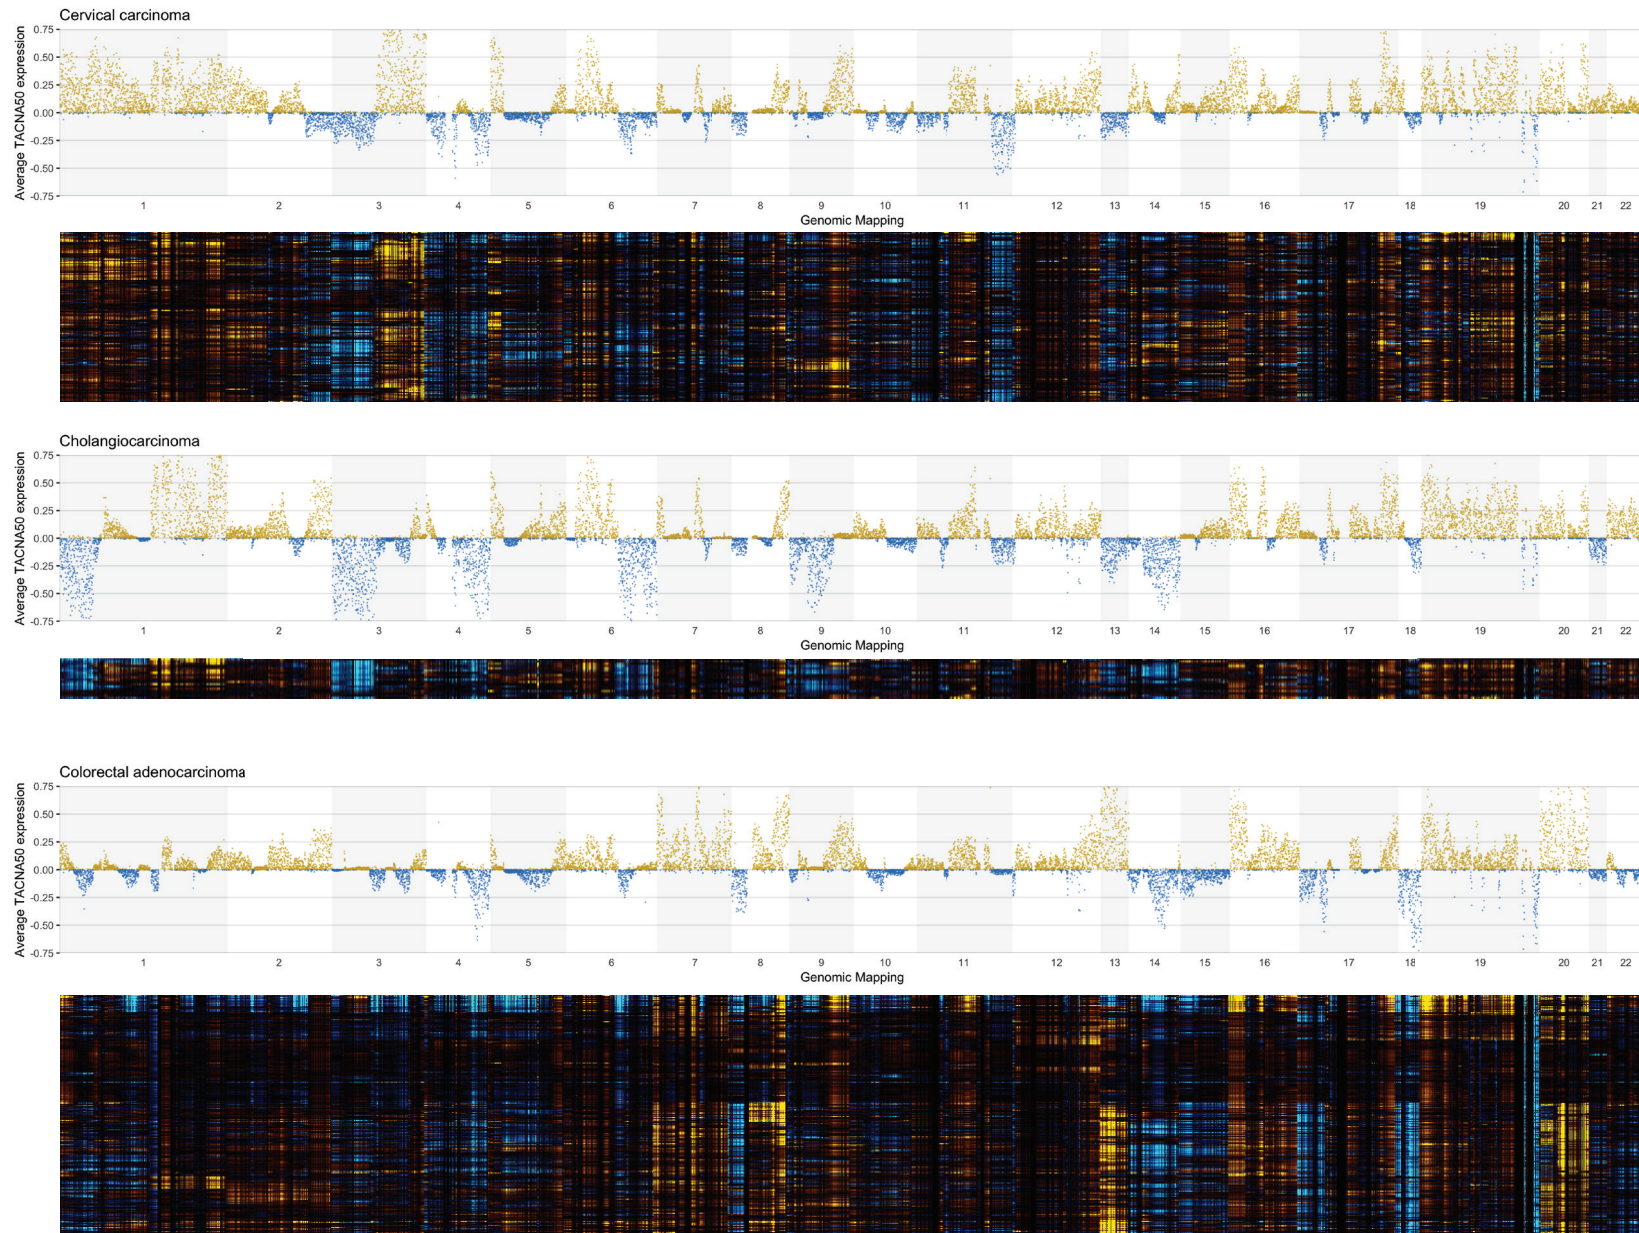 Cervical carcinoma
Average TACNA50 expression
0.75
0.50
0.25
0.00
-0.25
-0.50
-0.75
1 2 3 4 5 6 7 8 9 10 11 12 13 14 15 16 17 18 19 20 21 22
Genomic Mapping
Cholangiocarcinoma
Average TACNA50 expression
0.75
0.50
0.25
0.00
-0.25
-0.50
-0.75
1 2 3 4 5 6 7 8 9 10 11 12 13 14 15 16 17 18 19 20 21 22
Genomic Mapping
Colorectal adenocarcinoma
Average TACNA50 expression
0.75
0.50
0.25
0.00
-0.25
-0.50
-0.75
1 2 3 4 5 6 7 8 9 10 11 12 13 14 15 16 17 18 19 20 21 22
Genomic Mapping